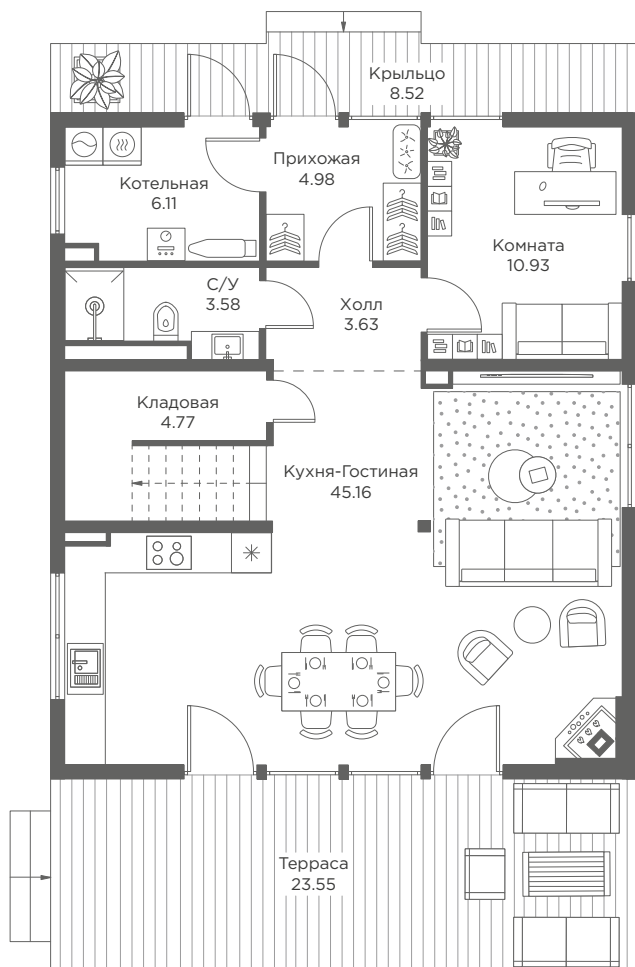 Крыльцо
8.52
Прихожая
4.98
Котельная
6.11
Комната
10.93
С/У
3.58
Холл
3.63
Кладовая
4.77
Кухня-Гостиная
45.16
Терраса
23.55